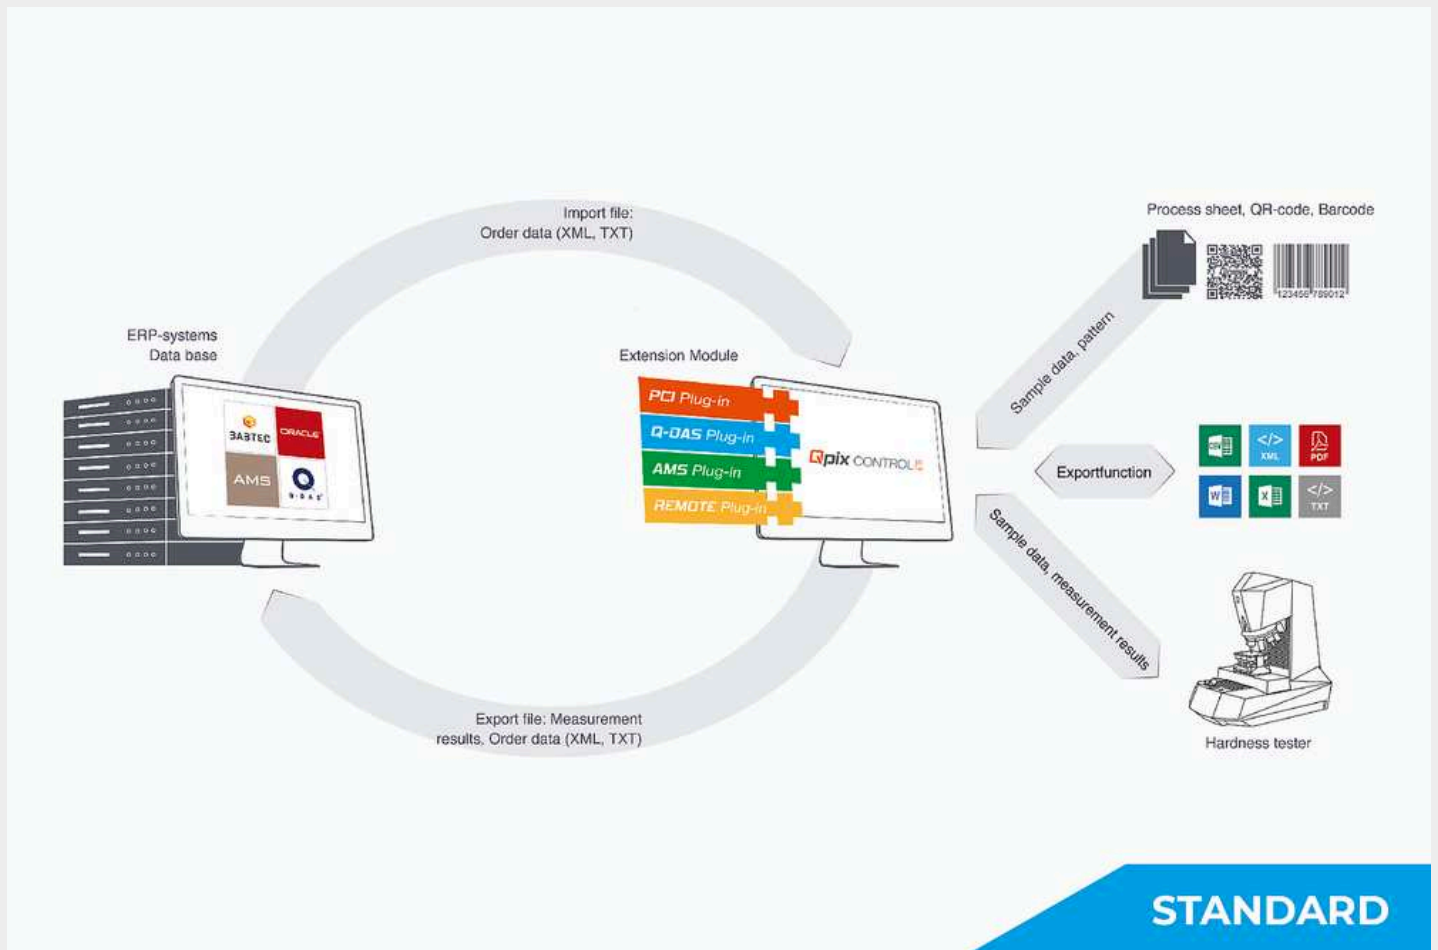 Import file:
Order data (XML, TXT)
Process sheet, QR-code, Barcode
123456 789012
ERP-systems
Data base
BABTEC
ORACLE
AMS
Q-DAS
Extension Module
PCI Plug-in
Q-DAS Plug-in
AMS Plug-in
REMOTE Plug-in
Qpix CONTROL
Sample data, pattern
Exportfunction
</>
XML
PDF
W
X
</>
TXT
Sample data, measurement results
Hardness tester
Export file: Measurement
results, Order data (XML, TXT)
STANDARD